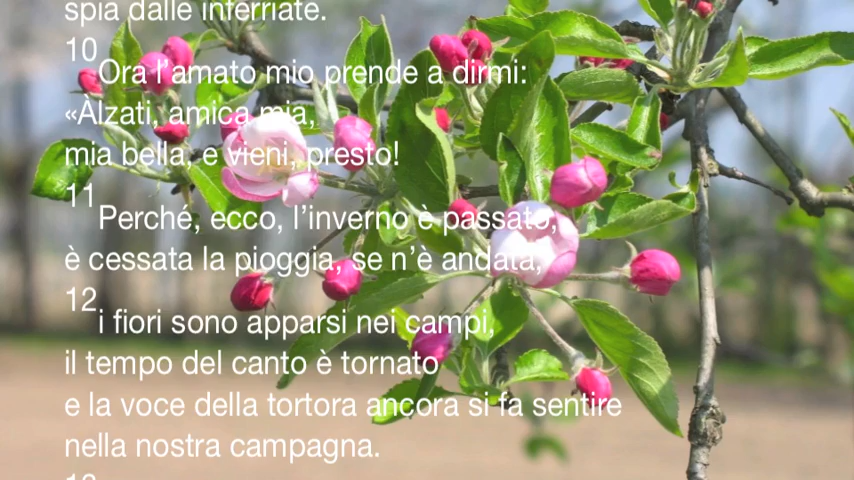 spia dalle inferriate.
10
Ora l'amato mio prende a dirmi:
«Àlzati, amica mia,
mia bella, e vieni, presto!
11
Perché, ecco, l'inverno è passato,
è cessata la pioggia, se n'è andata;
12
i fiori sono apparsi nei campi,
il tempo del canto è tornato
e la voce della tortora ancora si fa sentire
nella nostra campagna.